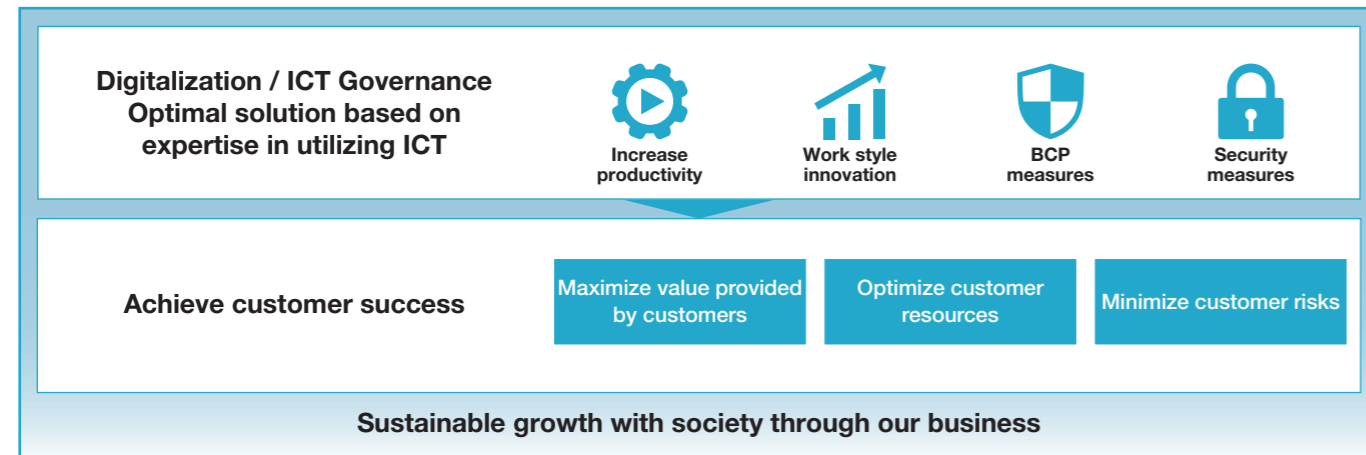 Digitalization / ICT Governance
Optimal solution based on
expertise in utilizing ICT
Increase
productivity
Work style
innovation
BCP
measures
Security
measures
Achieve customer success
Maximize value provided
by customers
Optimize customer
resources
Minimize customer risks
Sustainable growth with society through our business